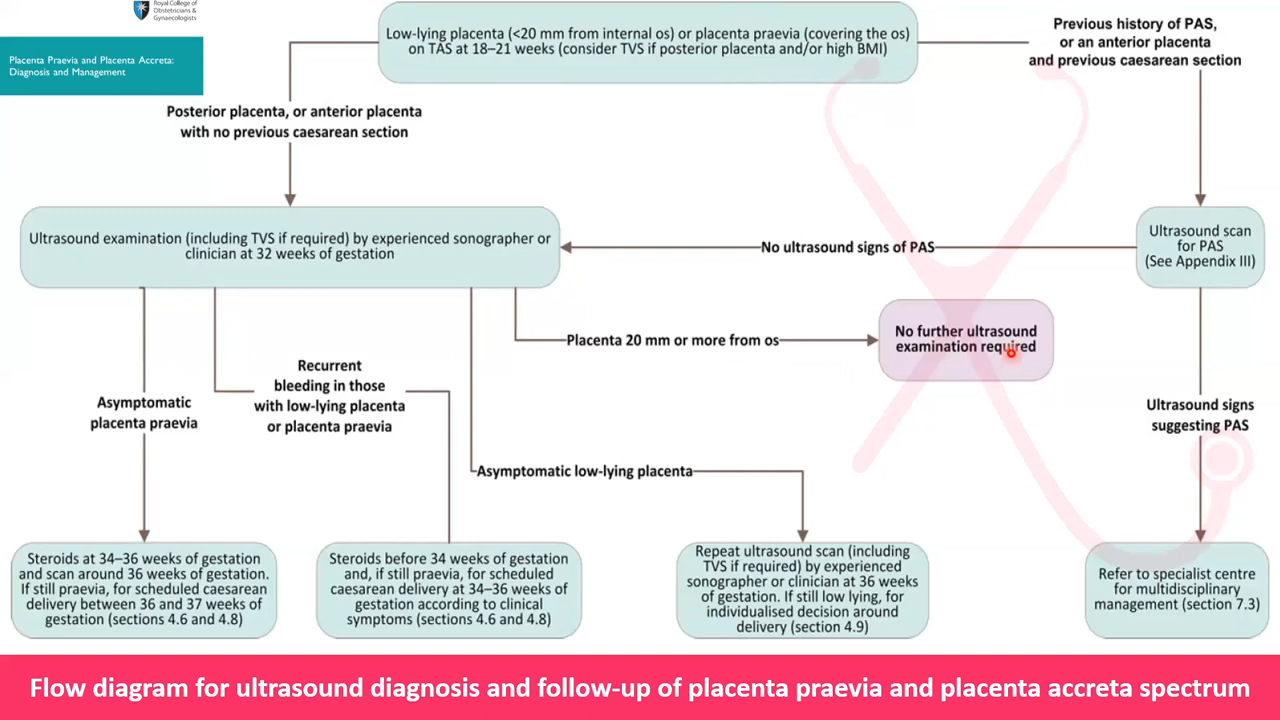 Royal College of
Obstetricians &
Gynaecologists
Placenta Praevia and Placenta Accreta:
Diagnosis and Management
Low-lying placenta (<20 mm from internal os) or placenta praevia (covering the os)
on TAS at 18–21 weeks (consider TVS if posterior placenta and/or high BMI)
Previous history of PAS,
or an anterior placenta
and previous caesarean section
Posterior placenta, or anterior placenta
with no previous caesarean section
Ultrasound examination (including TVS if required) by experienced sonographer or
clinician at 32 weeks of gestation
No ultrasound signs of PAS
Ultrasound scan
for PAS
(See Appendix III)
Placenta 20 mm or more from os
No further ultrasound
examination required
Recurrent
bleeding in those
with low-lying placenta
or placenta praevia
Asymptomatic
placenta praevia
Ultrasound signs
suggesting PAS
Asymptomatic low-lying placenta
Steroids at 34–36 weeks of gestation
and scan around 36 weeks of gestation.
If still praevia, for scheduled caesarean
delivery between 36 and 37 weeks of
gestation (sections 4.6 and 4.8)
Steroids before 34 weeks of gestation
and, if still praevia, for scheduled
caesarean delivery at 34–36 weeks of
gestation according to clinical
symptoms (sections 4.6 and 4.8)
Repeat ultrasound scan (including
TVS if required) by experienced
sonographer or clinician at 36 weeks
of gestation. If still low lying, for
individualised decision around
delivery (section 4.9)
Refer to specialist centre
for multidisciplinary
management (section 7.3)
Flow diagram for ultrasound diagnosis and follow-up of placenta praevia and placenta accreta spectrum